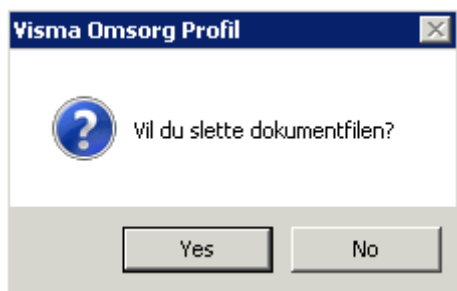 Visma Omsorg Profil
Vil du slette dokumentfilen?
Yes No